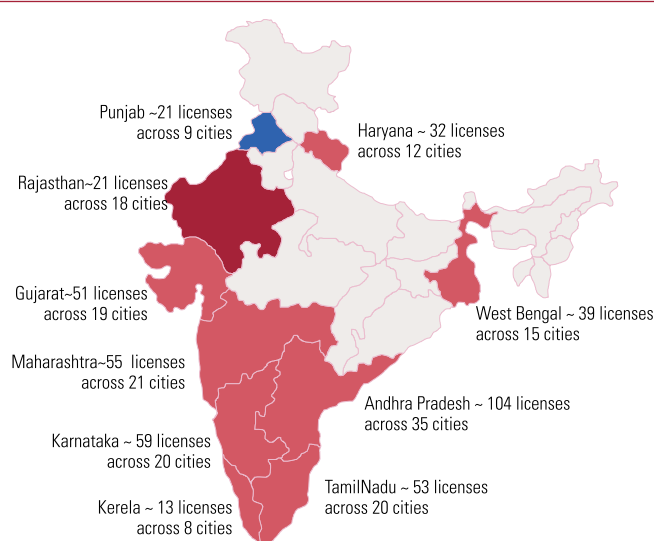 Punjab ~21 licenses
across 9 cities
Haryana ~ 32 licenses
across 12 cities
Rajasthan~21 licenses
across 18 cities
Gujarat~51 licenses
across 19 cities
West Bengal ~ 39 licenses
across 15 cities
Maharashtra~55 licenses
across 21 cities
Andhra Pradesh ~ 104 licenses
across 35 cities
Karnataka ~ 59 licenses
across 20 cities
TamilNadu ~ 53 licenses
across 20 cities
Kerela ~ 13 licenses
across 8 cities